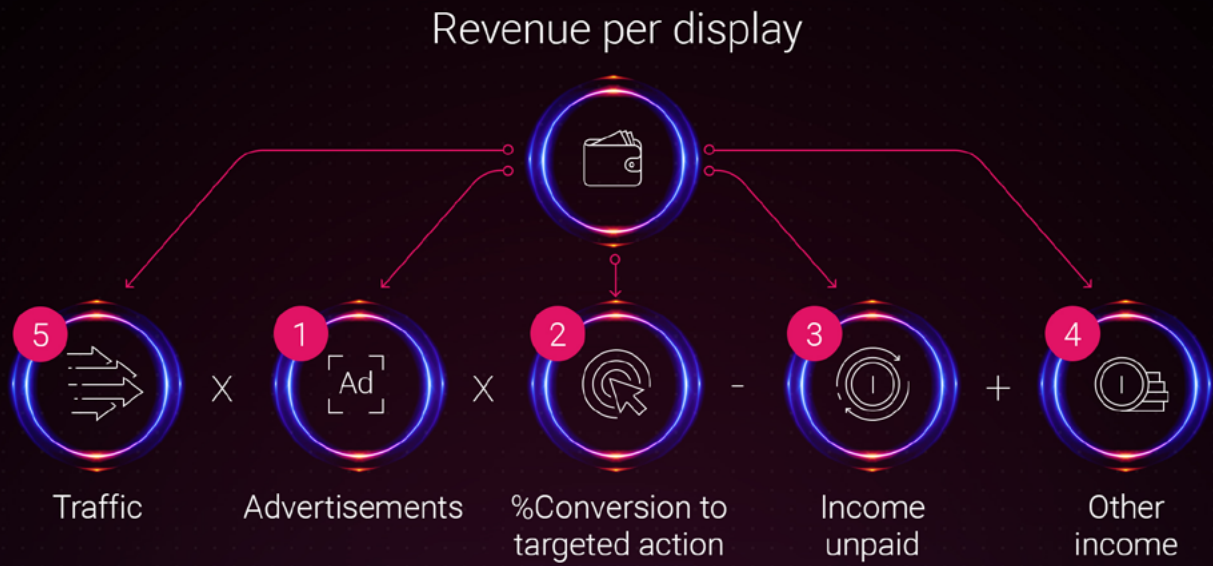 Revenue per display
5
1
Ad
2
3
4
x
x
-
+
Traffic
Advertisements
%Conversion to
targeted action
Income
unpaid
Other
income